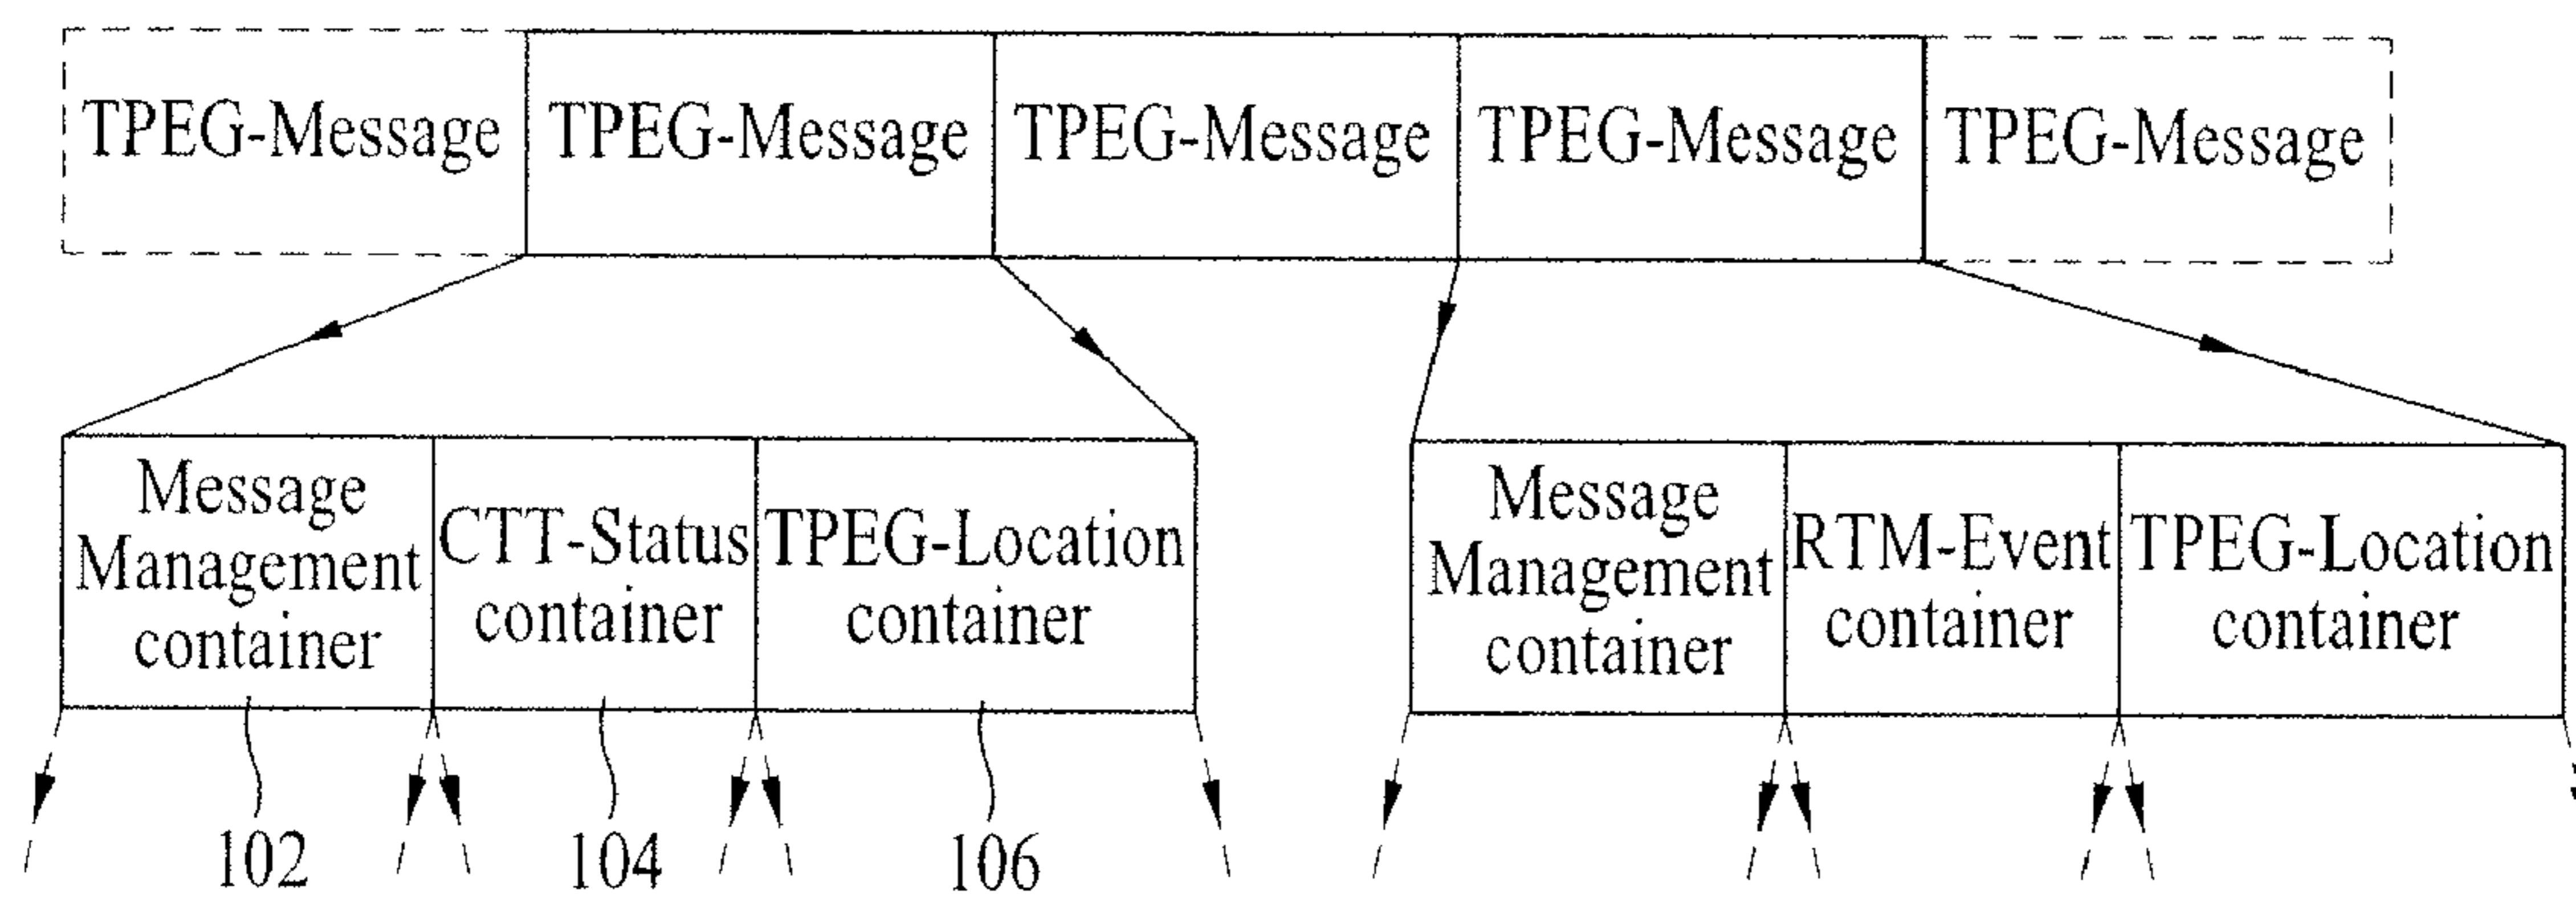 TPEG-Message TPEG-Message TPEG-Message TPEG-Message TPEG-Message
Message
Management
container
CTT-Status
container
TPEG-Location
container
Message
Management
container
RTM-Event
container
TPEG-Location
container
102 104 106